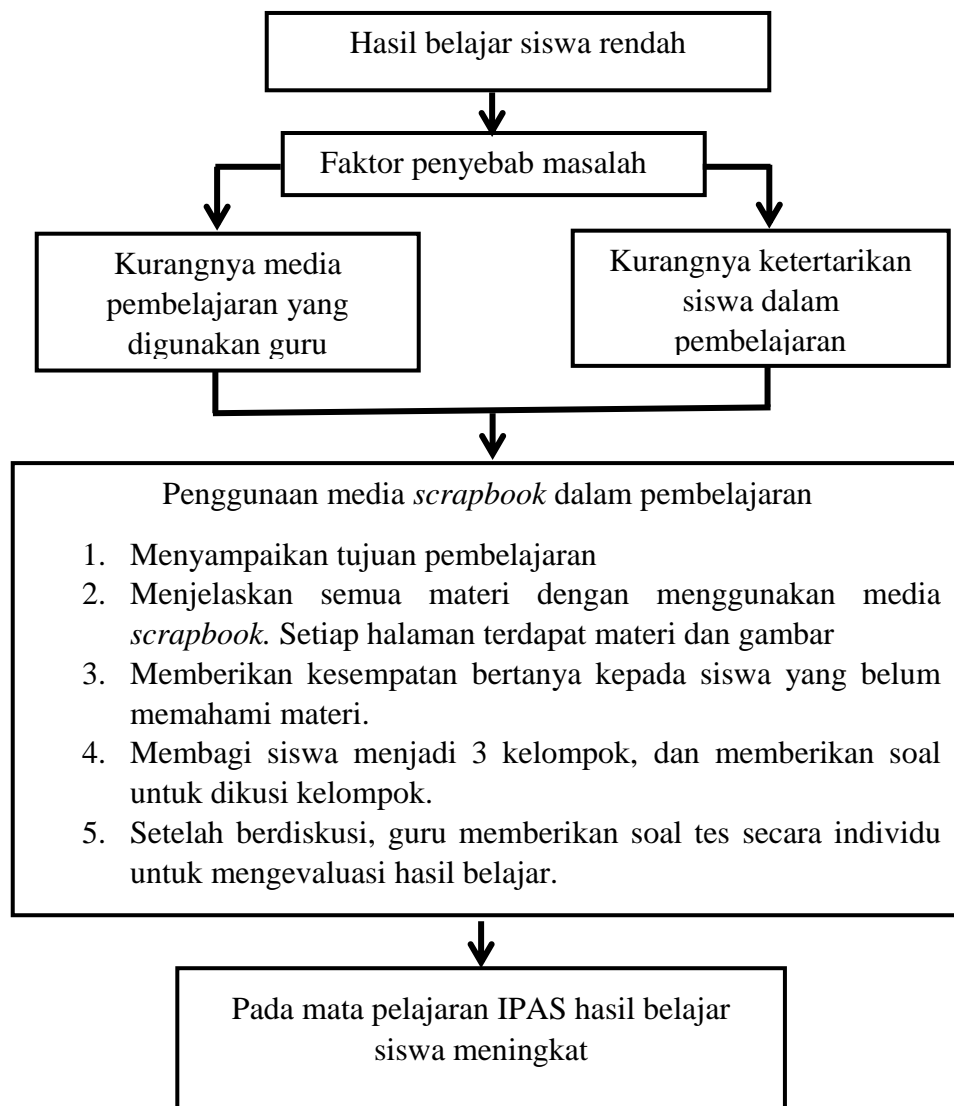 Hasil belajar siswa rendah
Faktor penyebab masalah
Kurangnya media
pembelajaran yang
digunakan guru
Kurangnya ketertarikan
siswa dalam
pembelajaran
Penggunaan media scrapbook dalam pembelajaran
1. Menyampaikan tujuan pembelajaran
2. Menjelaskan semua materi dengan menggunakan media
scrapbook. Setiap halaman terdapat materi dan gambar
3. Memberikan kesempatan bertanya kepada siswa yang belum
memahami materi.
4. Membagi siswa menjadi 3 kelompok, dan memberikan soal
untuk dikusi kelompok.
5. Setelah berdiskusi, guru memberikan soal tes secara individu
untuk mengevaluasi hasil belajar.
Pada mata pelajaran IPAS hasil belajar
siswa meningkat